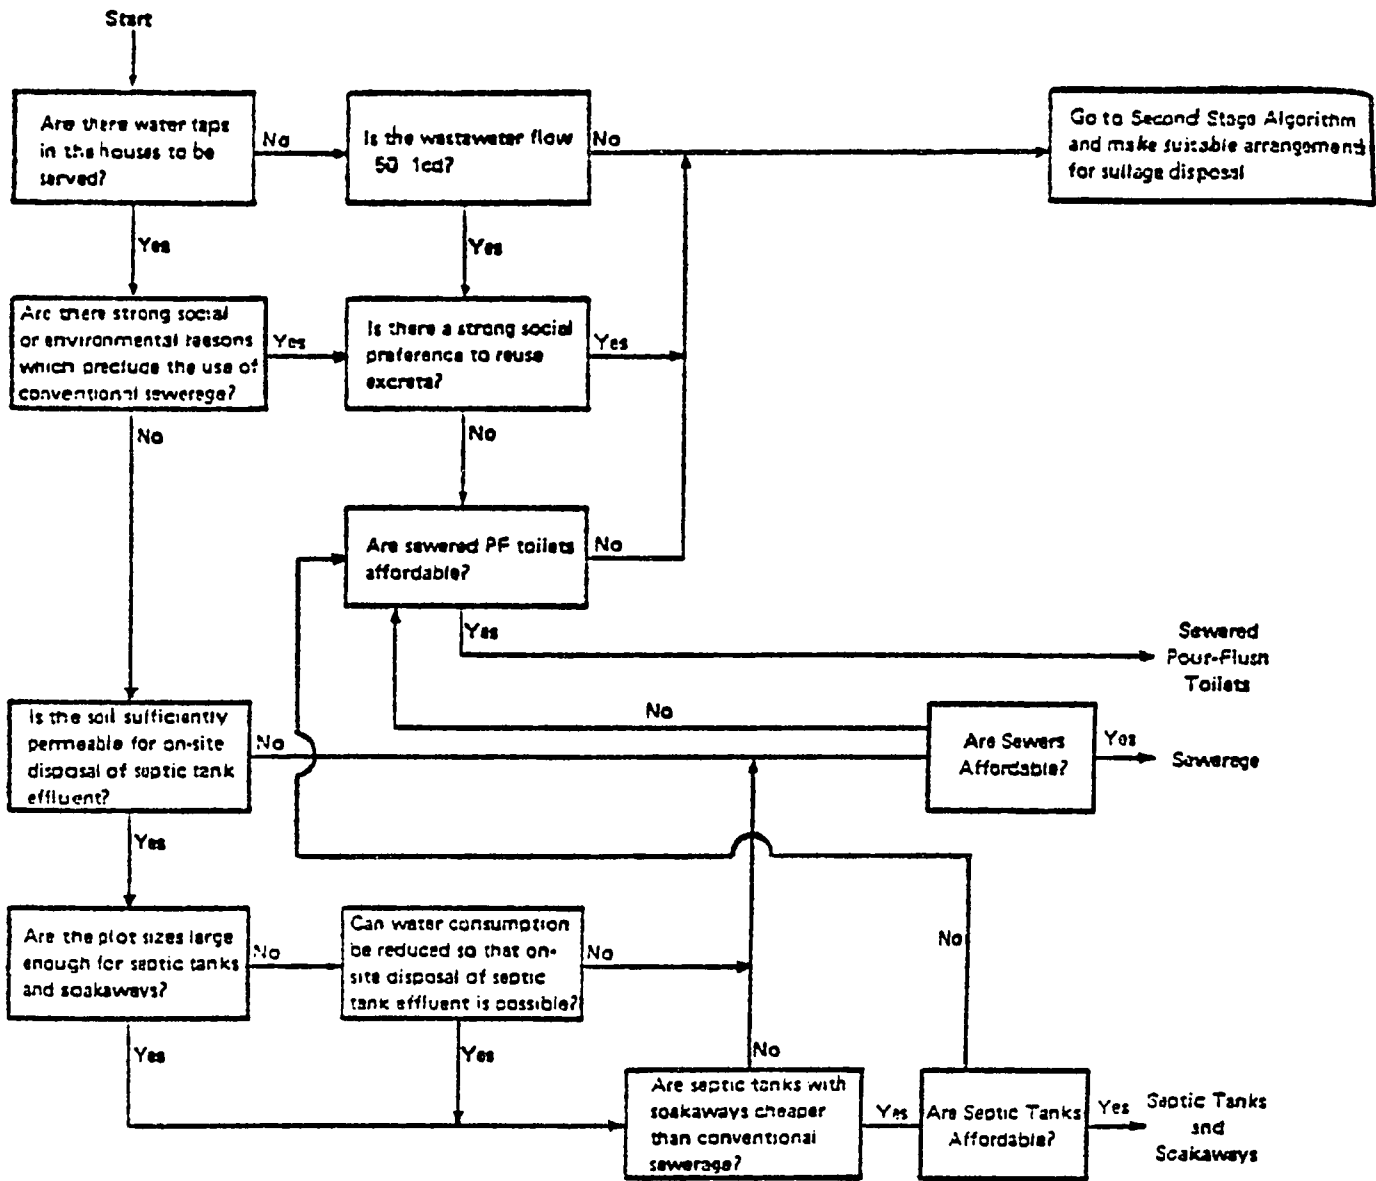 Start
Are there water taps
in the houses to be
served?
No
Is the wastewater flow
50 lcd?
No
Go to Second Stage Algorithm
and make suitable arrangements
for sullage disposal
Yes
Yes
Are there strong social
or environmental reasons
which preclude the use of
conventional sewerage?
Yes
Is there a strong social
preference to reuse
excreta?
Yes
No
No
Are sewered PF toilets
affordable?
No
Yes
Sewered
Pour-Flush
Toilets
Is the soil sufficiently
permeable for on-site
disposal of septic tank
effluent?
No
No
Are Sewers
Affordable?
Yes
Sewerage
Yes
Are the plot sizes large
enough for septic tanks
and soakaways?
No
Can water consumption
be reduced so that on-
site disposal of septic
tank effluent is possible?
No
No
Yes
Yes
No
Are septic tanks with
soakaways cheaper
than conventional
sewerage?
Yes
Are Septic Tanks
Affordable?
Yes
Septic Tanks
and
Soakaways